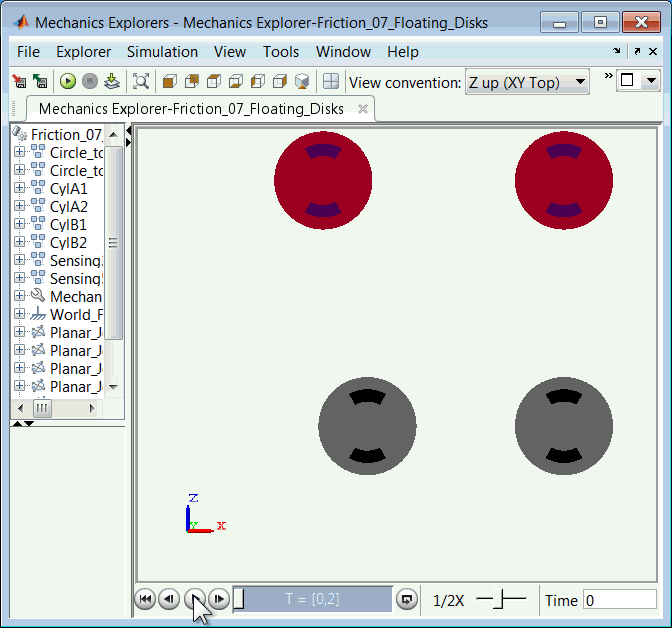 Mechanics Explorers - Mechanics Explorer-Friction_07_Floating_Disks
File Explorer Simulation View Tools Window Help
View convention: Z up (XY Top) »
Mechanics Explorer-Friction_07_Floating_Disks
Friction_07_
Circle_to
Circle_to
CylA1
CylA2
CylB1
CylB2
Sensing
Sensing
Mechan
World_F
Planar_J
Planar_J
Planar_J
Planar_J
Z
Y
X
T = [0,2]
1/2X
Time 0